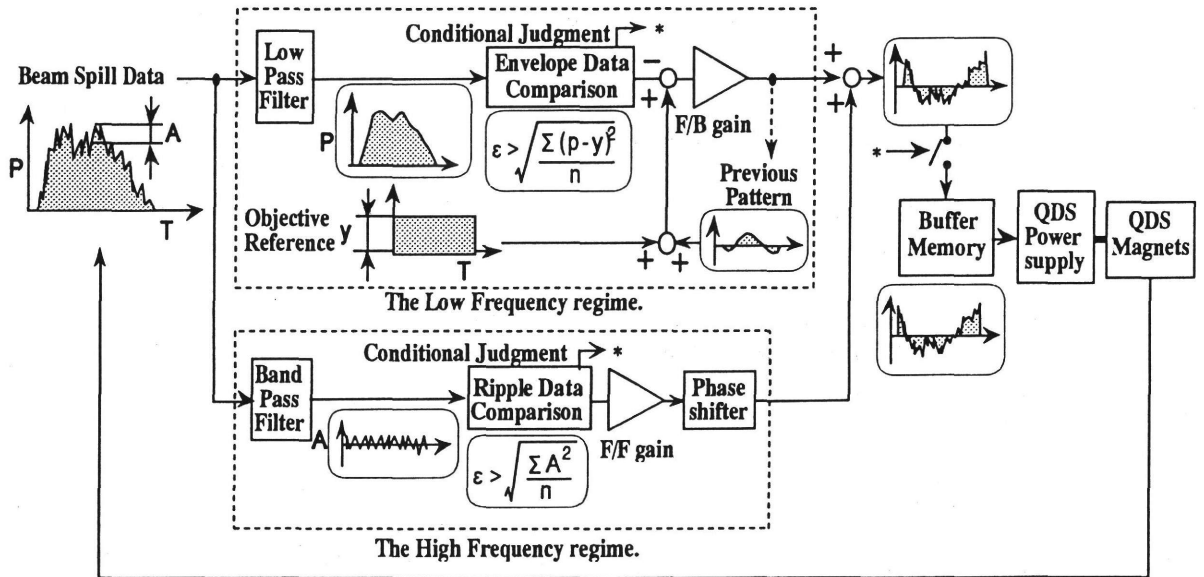 Beam Spill Data
P
A
T
Low
Pass
Filter
Conditional Judgment
*
Envelope Data
Comparison
P
ε > √ Σ (p-y)² / n
−
+
F/B gain
Previous
Pattern
Objective
Reference
y
T
+
+
The Low Frequency regime.
Band
Pass
Filter
Conditional Judgment
*
Ripple Data
Comparison
A
ε > √ Σ A² / n
F/F gain
Phase
shifter
The High Frequency regime.
+
+
*
Buffer
Memory
QDS
Power
supply
QDS
Magnets